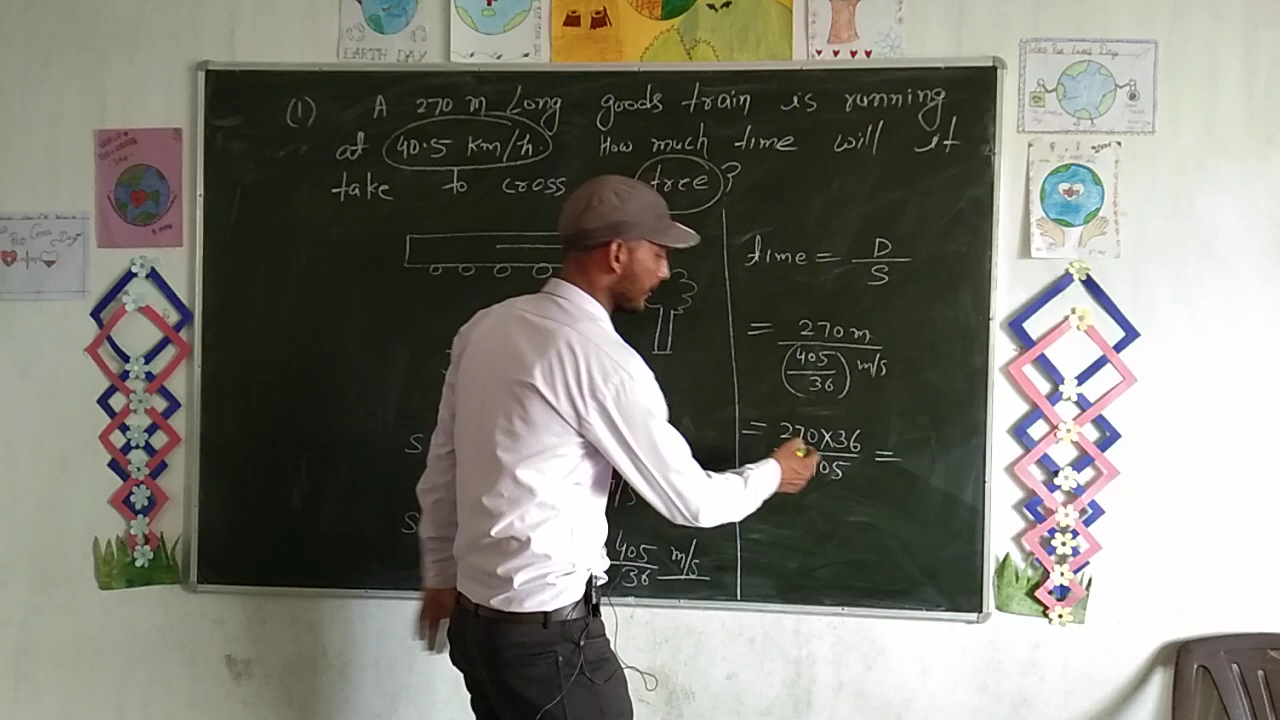 EARTH DAY
(1) A 270 m Long goods train is running
at 40.5 Km/h. How much time will it
take to cross tree?
time = D/S
= 270 m/(405/36) m/s
= 270×36/405 =
S
S
405/36 m/s